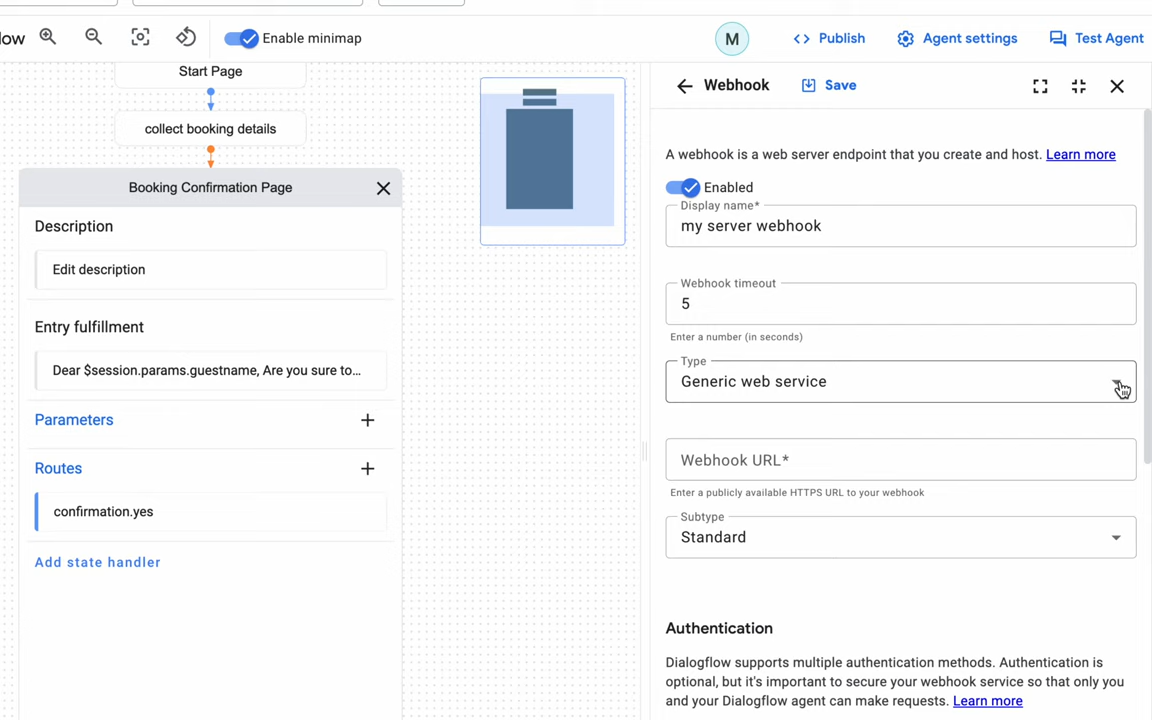 ow
Enable minimap
M
Publish
Agent settings
Test Agent
Start Page
collect booking details
Booking Confirmation Page
Description
Edit description
Entry fulfillment
Dear $session.params.guestname, Are you sure to...
Parameters
Routes
confirmation.yes
Add state handler
Webhook
Save
A webhook is a web server endpoint that you create and host. Learn more
Enabled
Display name*
my server webhook
Webhook timeout
5
Enter a number (in seconds)
Type
Generic web service
Webhook URL*
Enter a publicly available HTTPS URL to your webhook
Subtype
Standard
Authentication
Dialogflow supports multiple authentication methods. Authentication is
optional, but it's important to secure your webhook service so that only you
and your Dialogflow agent can make requests. Learn more